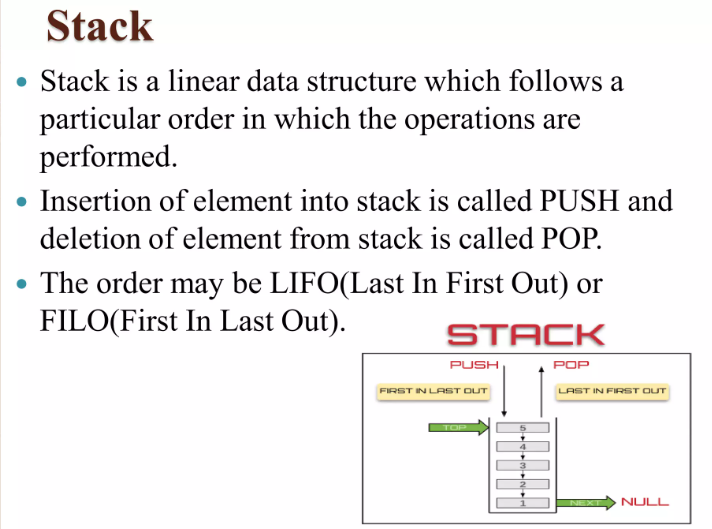 Stack
• Stack is a linear data structure which follows a
particular order in which the operations are
performed.
• Insertion of element into stack is called PUSH and
deletion of element from stack is called POP.
• The order may be LIFO(Last In First Out) or
FILO(First In Last Out).
STACK
PUSH POP
FIRST IN LAST OUT LAST IN FIRST OUT
TOP 5
4
3
2
1 NEXT NULL